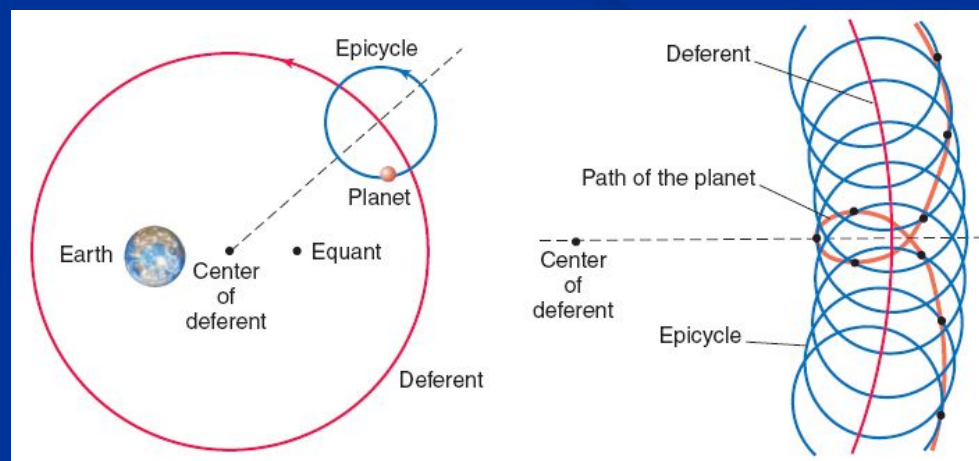 Epicycle
Planet
Earth
Center
of
deferent
Equant
Deferent
Deferent
Path of the planet
Center
of
deferent
Epicycle